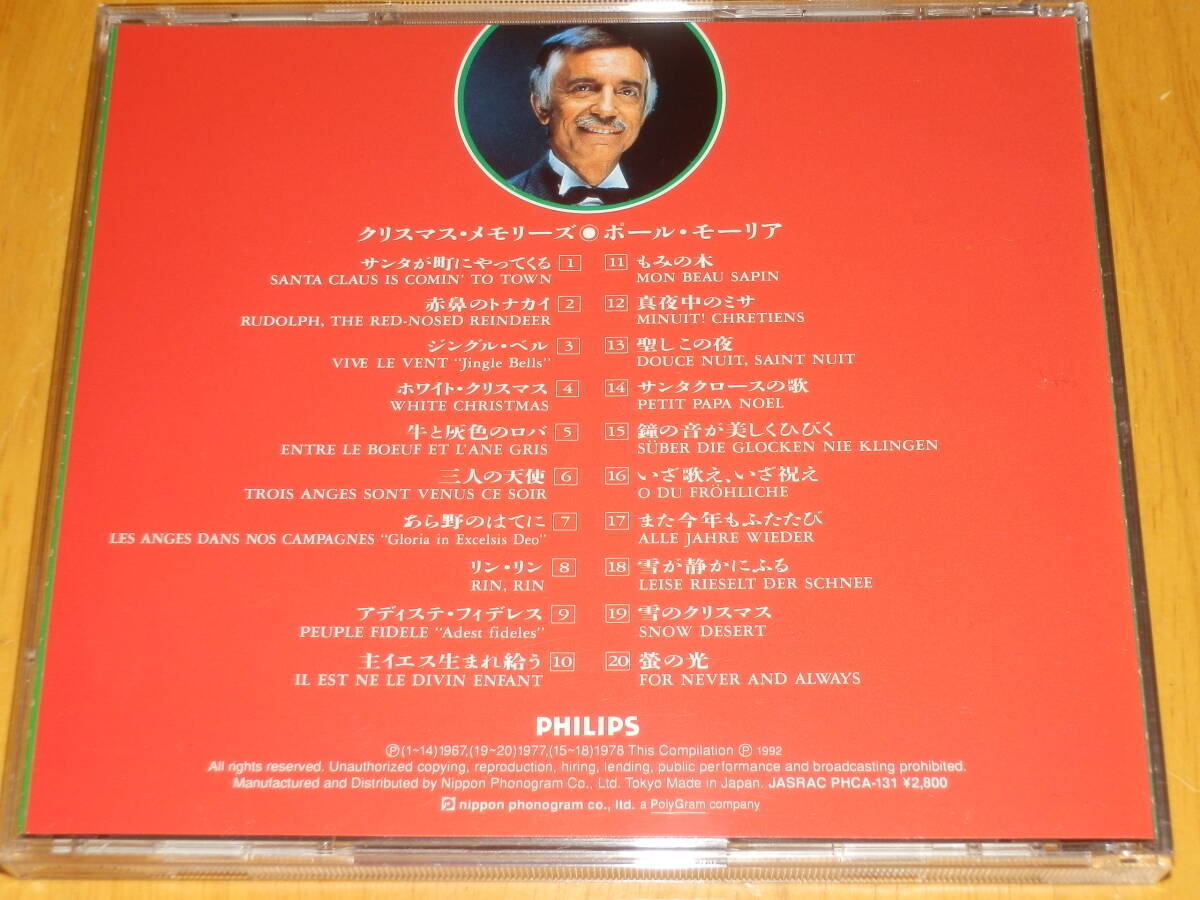 クリスマス・メモリーズ◉ポール・モーリア
サンタが町にやってくる 1
SANTA CLAUS IS COMIN' TO TOWN
赤鼻のトナカイ 2
RUDOLPH, THE RED-NOSED REINDEER
ジングル・ベル 3
VIVE LE VENT "Jingle Bells"
ホワイト・クリスマス 4
WHITE CHRISTMAS
牛と灰色のロバ 5
ENTRE LE BOEUF ET L'ANE GRIS
三人の天使 6
TROIS ANGES SONT VENUS CE SOIR
あら野のはてに 7
LES ANGES DANS NOS CAMPAGNES "Gloria in Excelsis Deo"
リン・リン 8
RIN, RIN
アディステ・フィデレス 9
PEUPLE FIDELE "Adest fideles"
主イエス生まれ給う 10
IL EST NE LE DIVIN ENFANT
11 もみの木
MON BEAU SAPIN
12 真夜中のミサ
MINUIT! CHRETIENS
13 聖しこの夜
DOUCE NUIT, SAINT NUIT
14 サンタクロースの歌
PETIT PAPA NOEL
15 鐘の音が美しくひびく
SÜBER DIE GLOCKEN NIE KLINGEN
16 いざ歌え、いざ祝え
O DU FRÖHLICHE
17 また今年もふたたび
ALLE JAHRE WIEDER
18 雪が静かにふる
LEISE RIESELT DER SCHNEE
19 雪のクリスマス
SNOW DESERT
20 螢の光
FOR NEVER AND ALWAYS
PHILIPS
Ⓟ(1~14)1967,(19~20)1977,(15~18)1978 This Compilation Ⓟ 1992
All rights reserved. Unauthorized copying, reproduction, hiring, lending, public performance and broadcasting prohibited.
Manufactured and Distributed by Nippon Phonogram Co., Ltd. Tokyo Made in Japan. JASRAC PHCA-131 ¥2,800
nippon phonogram co., ltd. a PolyGram company